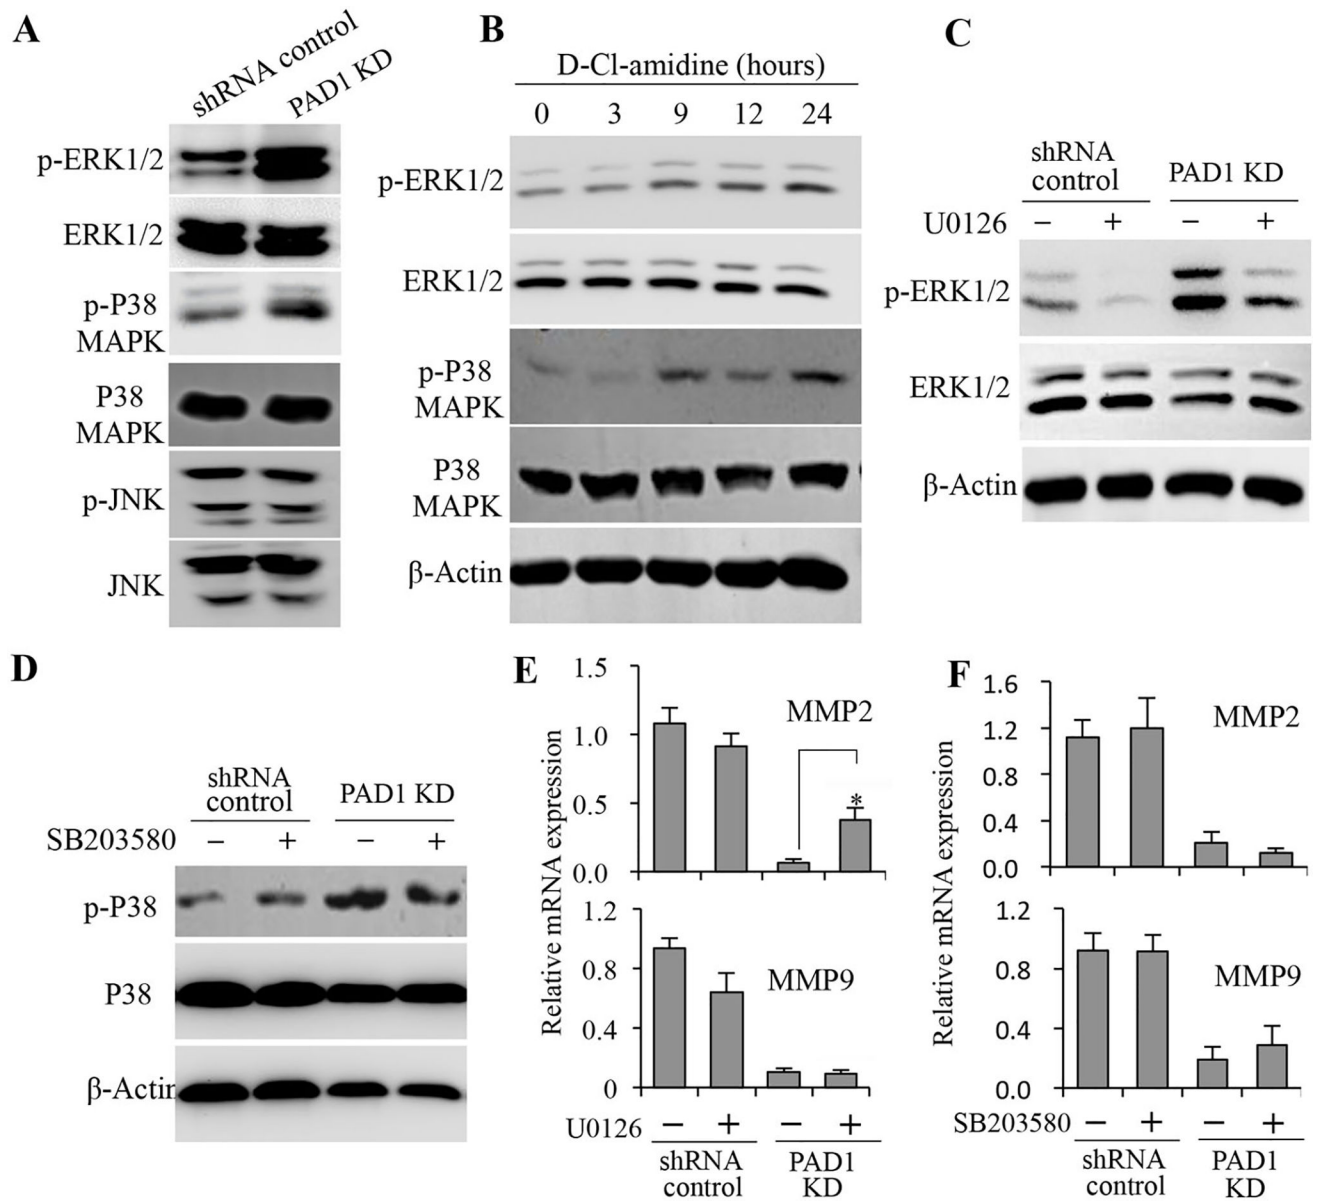 A
shRNA control
PAD1 KD
p-ERK1/2
ERK1/2
p-P38
MAPK
P38
MAPK
p-JNK
JNK
B
D-Cl-amidine (hours)
0 3 9 12 24
p-ERK1/2
ERK1/2
p-P38
MAPK
P38
MAPK
β-Actin
C
shRNA
control
PAD1 KD
U0126 − + − +
p-ERK1/2
ERK1/2
β-Actin
D
shRNA
control
PAD1 KD
SB203580 − + − +
p-P38
P38
β-Actin
E
Relative mRNA expression
1.5
1.0
0.5
0.0
MMP2
*
1.2
0.8
0.4
0
MMP9
U0126 − + − +
shRNA
control
PAD1
KD
F
Relative mRNA expression
1.6
1.2
0.8
0.4
0.0
MMP2
1.2
0.8
0.4
0.0
MMP9
SB203580 − + − +
shRNA
control
PAD1
KD